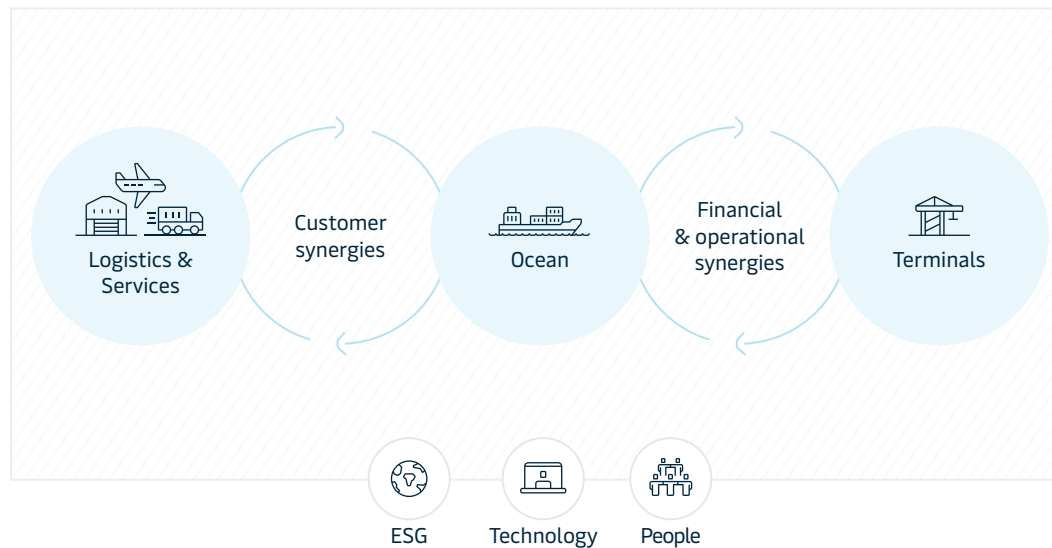 Logistics &
Services
Customer
synergies
Ocean
Financial
& operational
synergies
Terminals
ESG
Technology
People